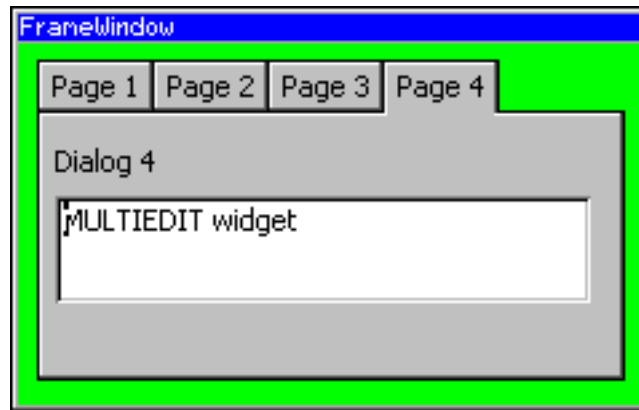 FrameWindow
Page 1 Page 2 Page 3 Page 4
Dialog 4
MULTIEDIT widget